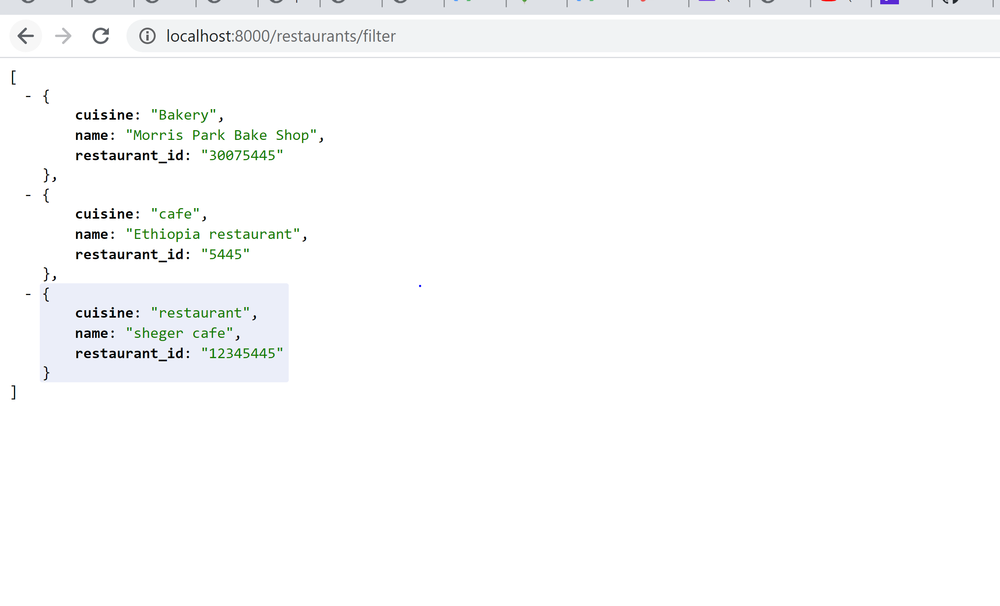 localhost:8000/restaurants/filter
[
- {
cuisine: "Bakery",
name: "Morris Park Bake Shop",
restaurant_id: "30075445"
},
- {
cuisine: "cafe",
name: "Ethiopia restaurant",
restaurant_id: "5445"
},
- {
cuisine: "restaurant",
name: "sheger cafe",
restaurant_id: "12345445"
}
]